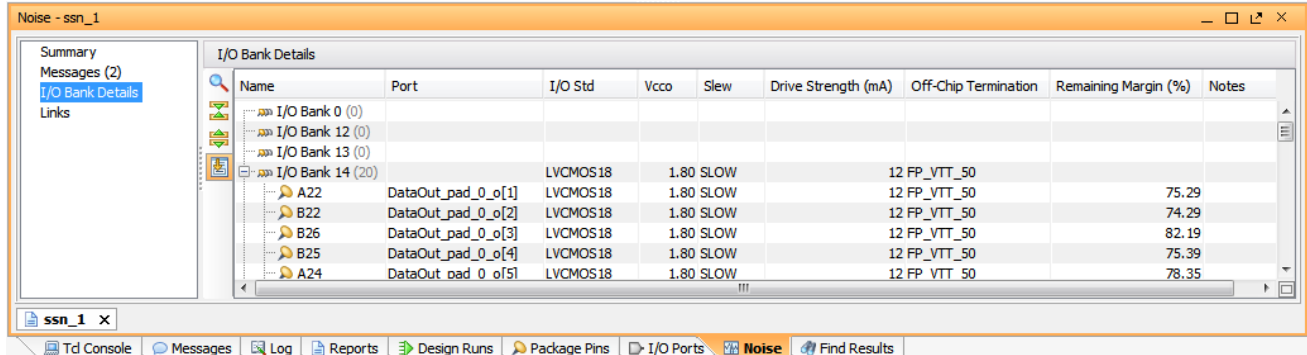 Noise - ssn_1
Summary
Messages (2)
I/O Bank Details
Links
I/O Bank Details
Name Port I/O Std Vcco Slew Drive Strength (mA) Off-Chip Termination Remaining Margin (%) Notes
I/O Bank 0 (0)
I/O Bank 12 (0)
I/O Bank 13 (0)
I/O Bank 14 (20) LVCMOS18 1.80 SLOW 12 FP_VTT_50
A22 DataOut_pad_0_o[1] LVCMOS18 1.80 SLOW 12 FP_VTT_50 75.29
B22 DataOut_pad_0_o[2] LVCMOS18 1.80 SLOW 12 FP_VTT_50 74.29
B26 DataOut_pad_0_o[3] LVCMOS18 1.80 SLOW 12 FP_VTT_50 82.19
B25 DataOut_pad_0_o[4] LVCMOS18 1.80 SLOW 12 FP_VTT_50 75.39
A24 DataOut_pad_0_o[5] LVCMOS18 1.80 SLOW 12 FP_VTT_50 78.35
ssn_1
Tcl Console Messages Log Reports Design Runs Package Pins I/O Ports Noise Find Results